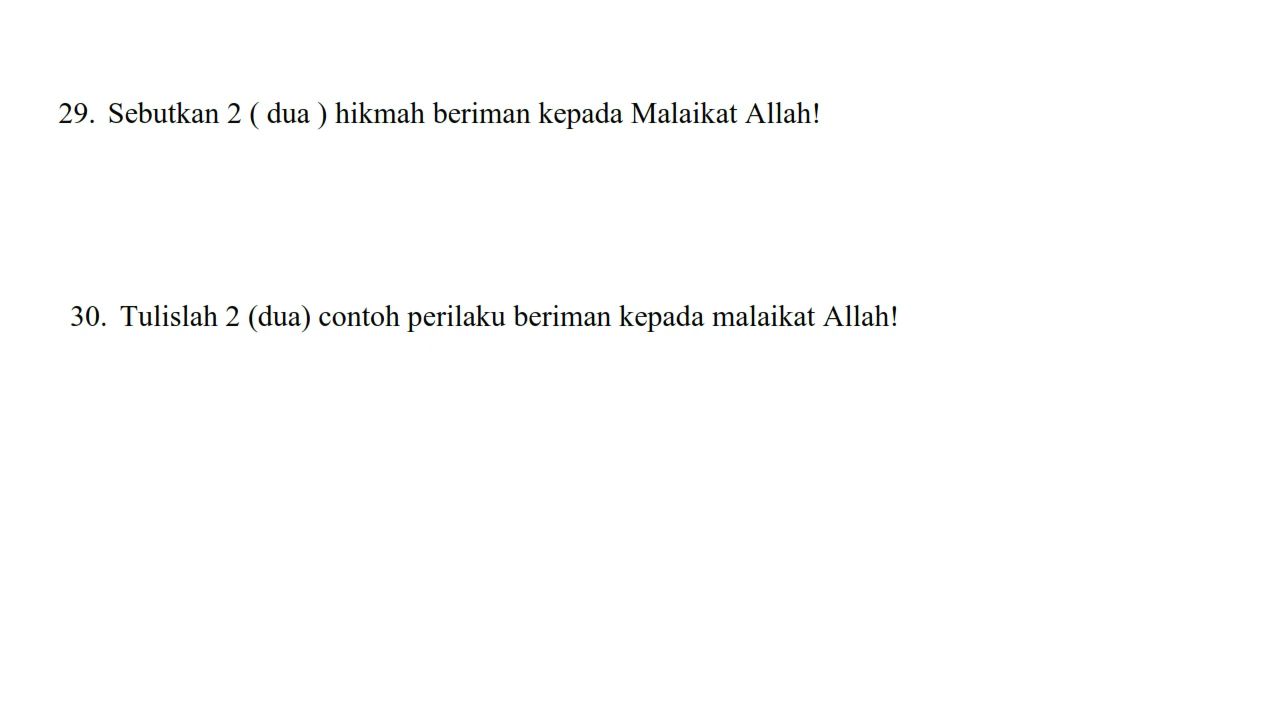 29. Sebutkan 2 ( dua ) hikmah beriman kepada Malaikat Allah!
30. Tulislah 2 (dua) contoh perilaku beriman kepada malaikat Allah!